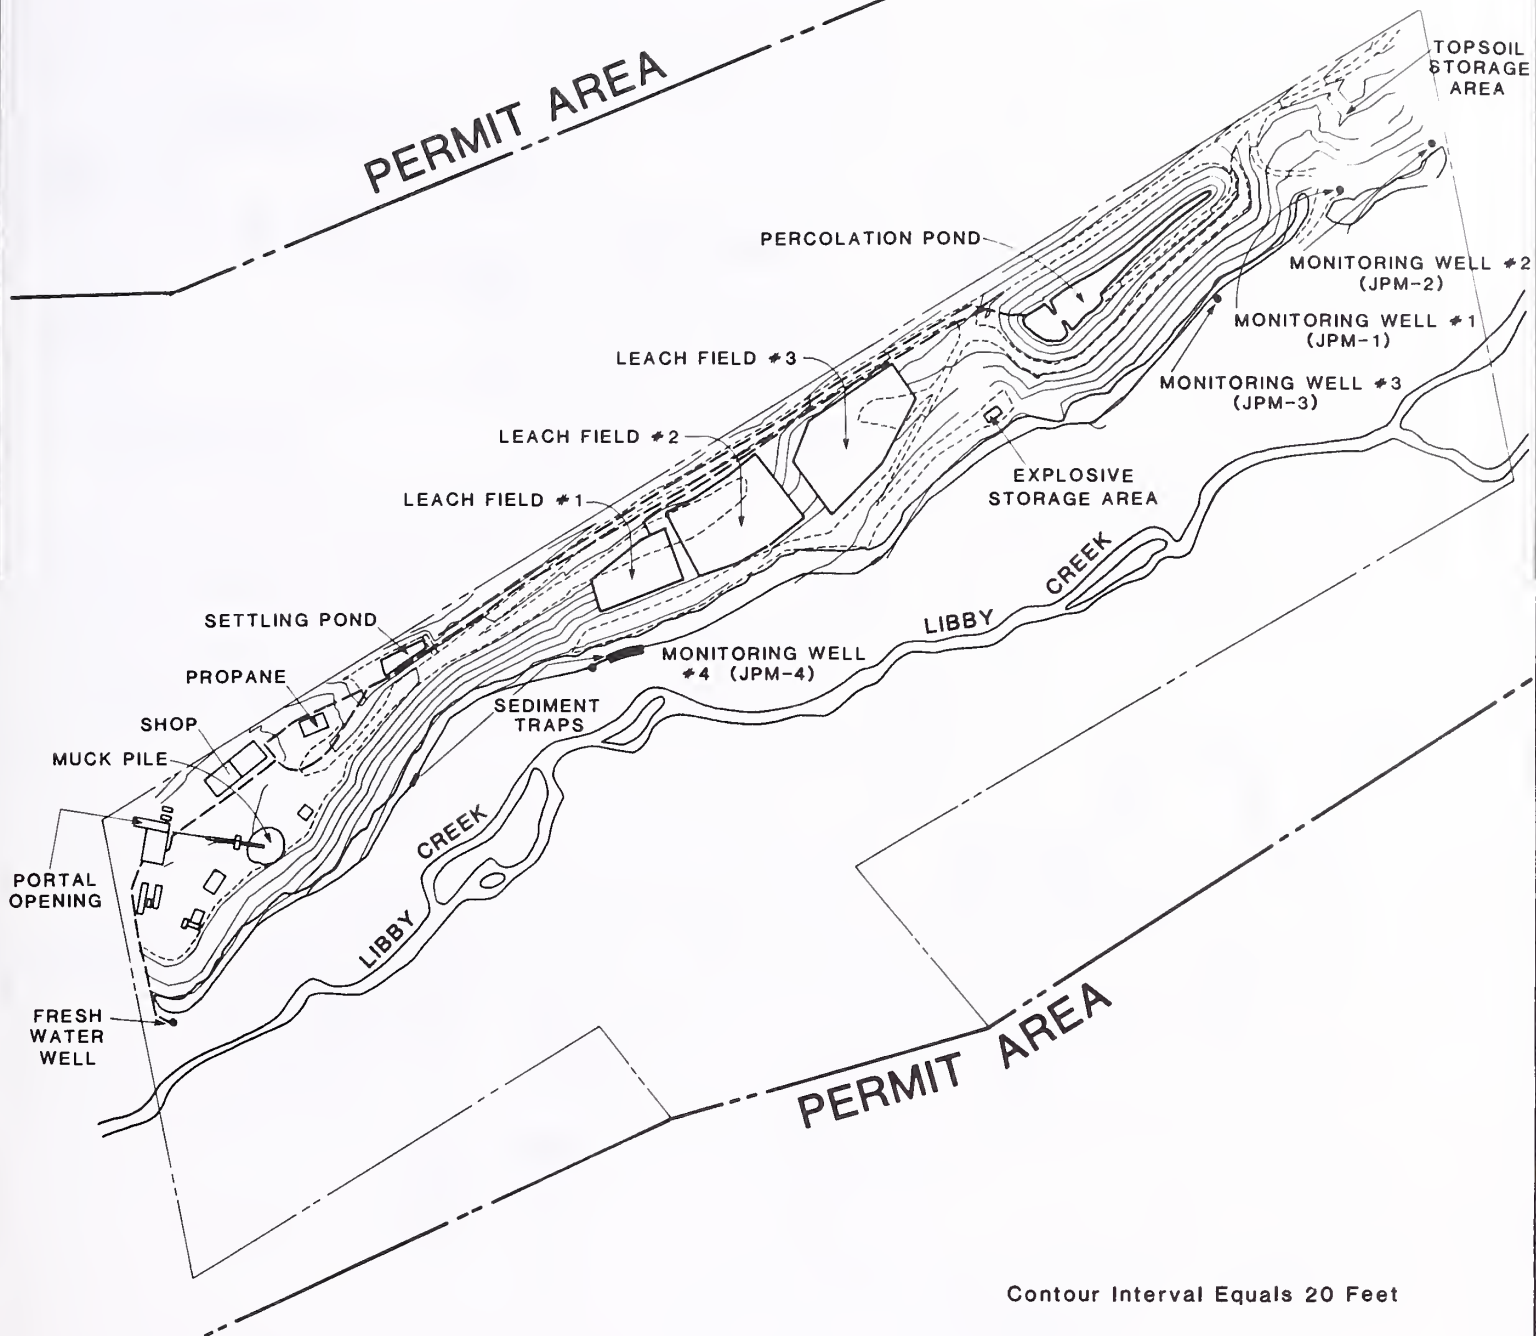 PERMIT AREA
TOPSOIL
STORAGE
AREA
PERCOLATION POND
MONITORING WELL #2
(JPM-2)
MONITORING WELL #1
(JPM-1)
LEACH FIELD #3
MONITORING WELL #3
(JPM-3)
LEACH FIELD #2
EXPLOSIVE
STORAGE AREA
LEACH FIELD #1
CREEK
LIBBY
SETTLING POND
MONITORING WELL
#4 (JPM-4)
PROPANE
SEDIMENT
TRAPS
SHOP
MUCK PILE
CREEK
LIBBY
PORTAL
OPENING
FRESH
WATER
WELL
PERMIT AREA
Contour Interval Equals 20 Feet